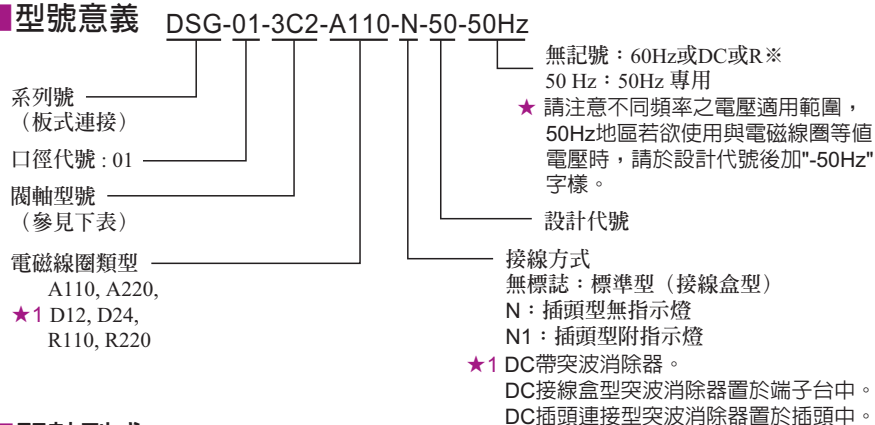 ■型號意義 DSG-01-3C2-A110-N-50-50Hz
系列號
(板式連接)
口徑代號 : 01
閥軸型號
(參見下表)
電磁線圈類型
A110, A220,
★1 D12, D24,
R110, R220
無記號:60Hz或DC或R※
50 Hz:50Hz 專用
★ 請注意不同頻率之電壓適用範圍,
50Hz地區若欲使用與電磁線圈等值
電壓時,請於設計代號後加"-50Hz"
字樣。
設計代號
接線方式
無標誌:標準型(接線盒型)
N:插頭型無指示燈
N1:插頭型附指示燈
★1 DC帶突波消除器。
DC接線盒型突波消除器置於端子台中。
DC插頭連接型突波消除器置於插頭中。